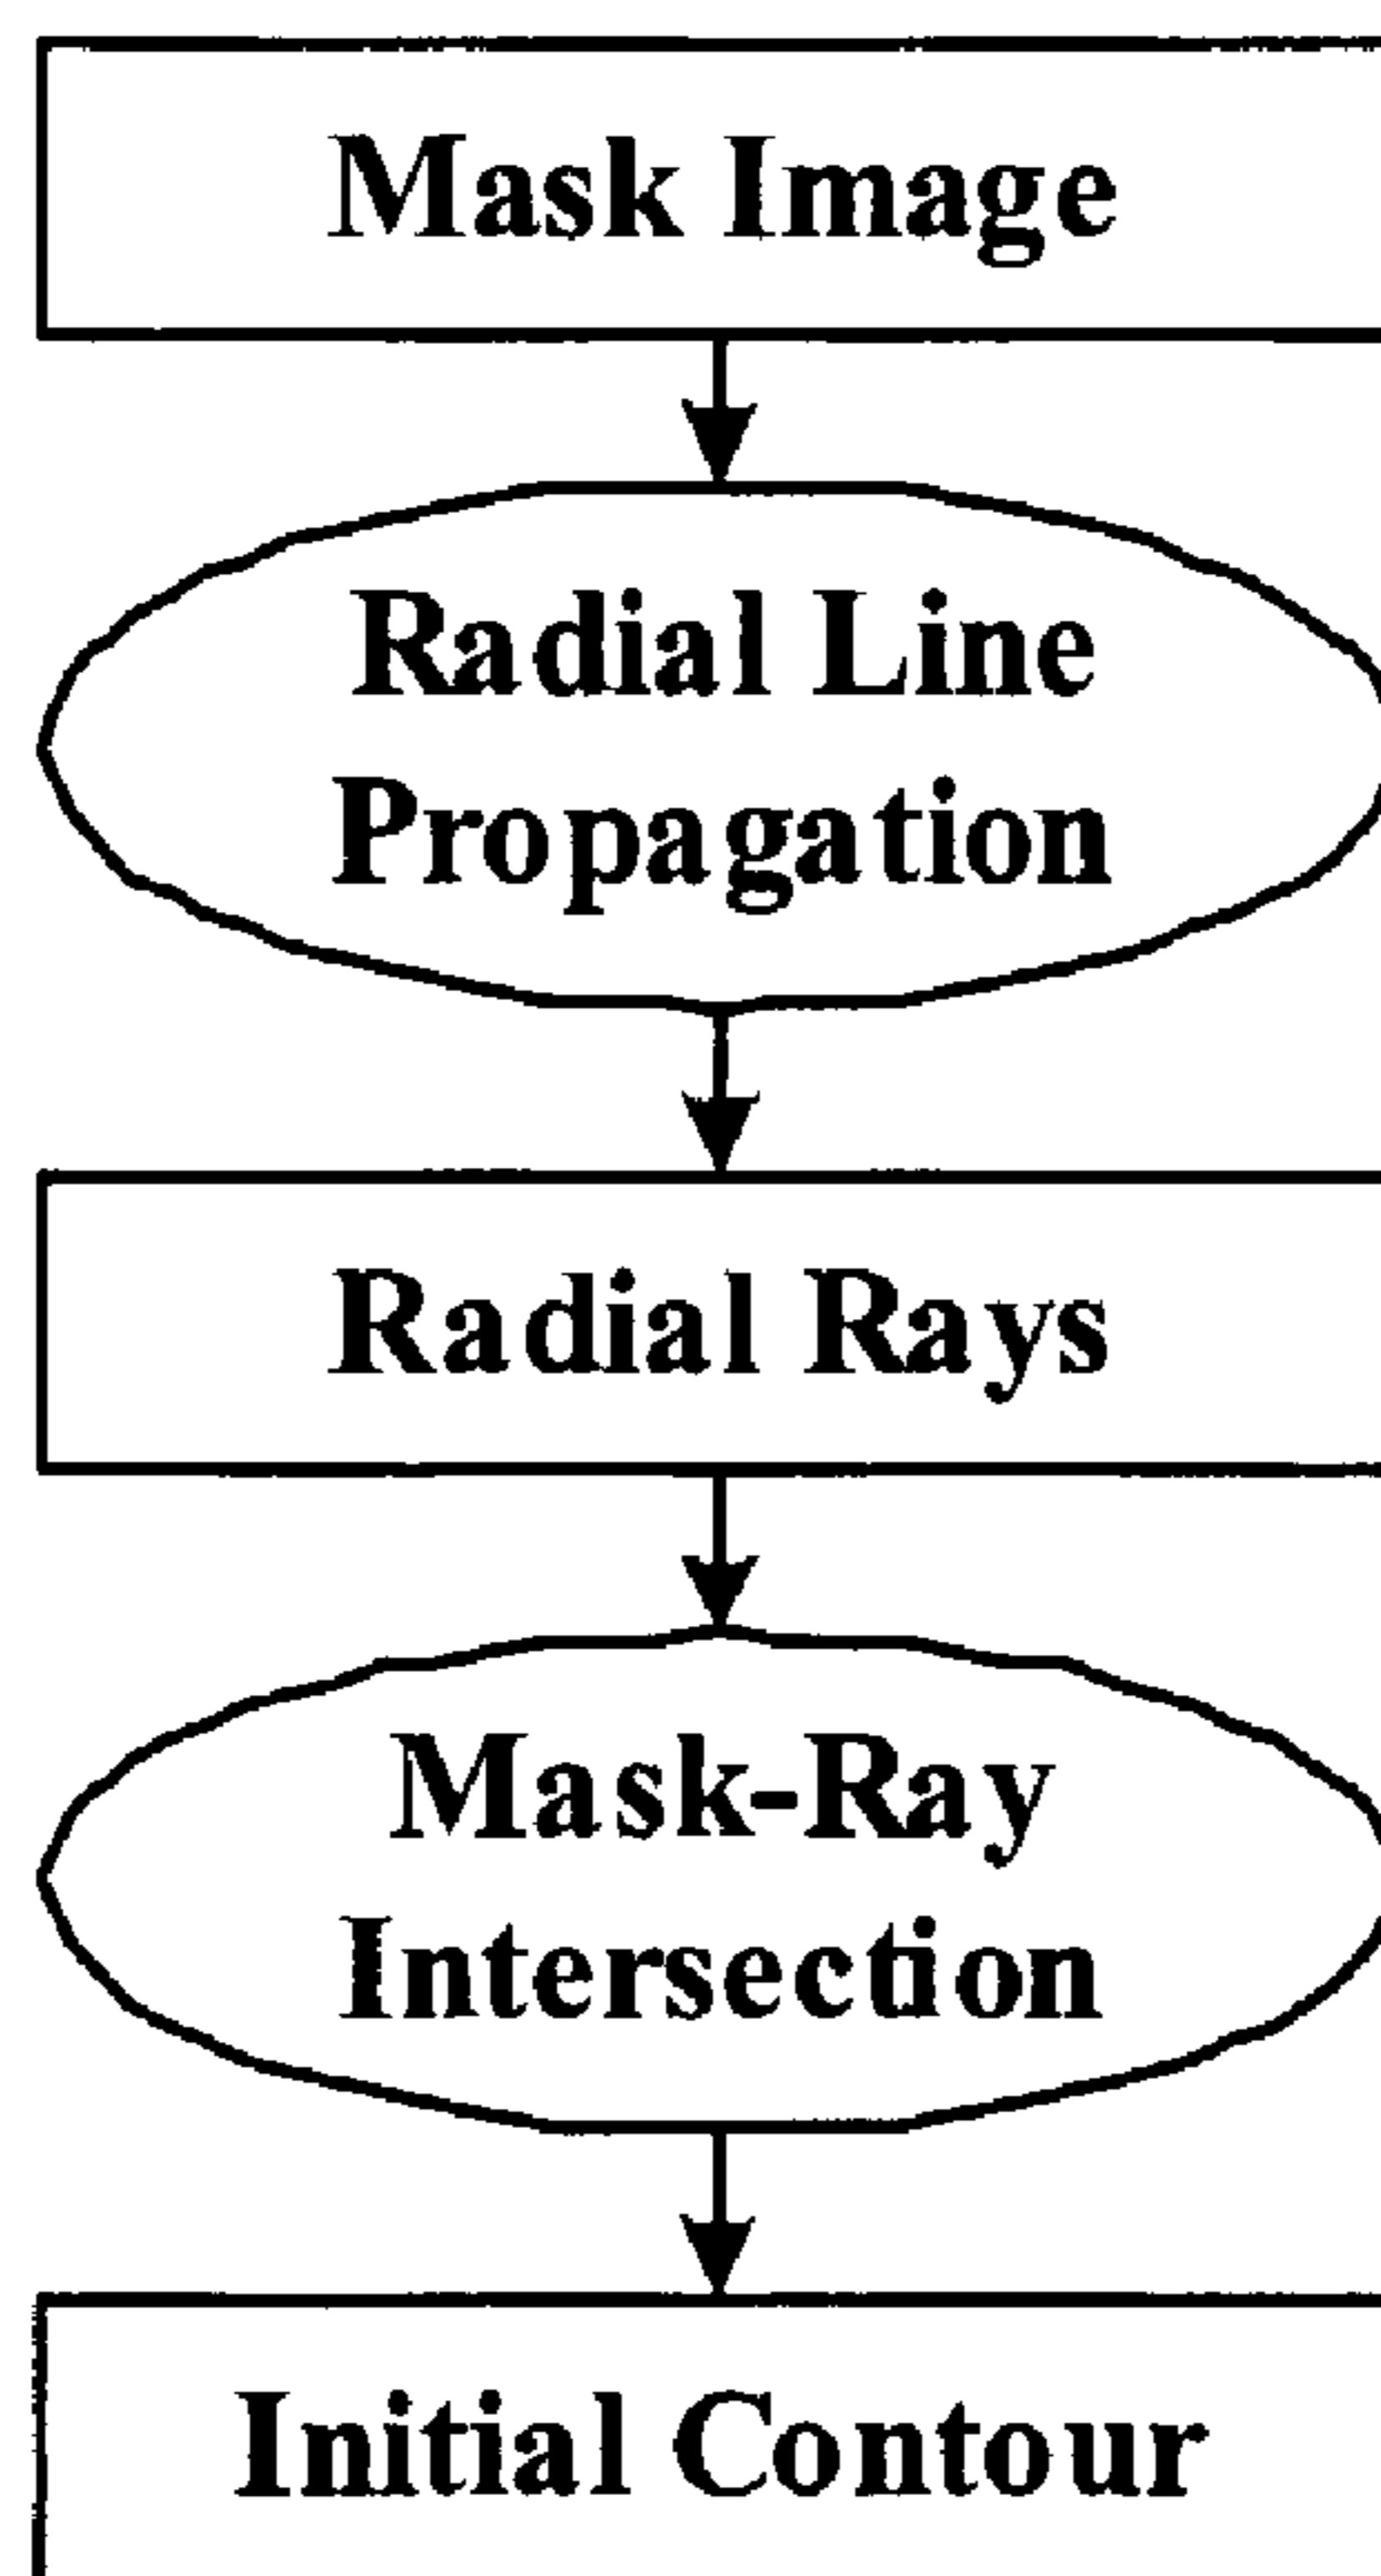 Mask Image
Radial Line
Propagation
Radial Rays
Mask-Ray
Intersection
Initial Contour